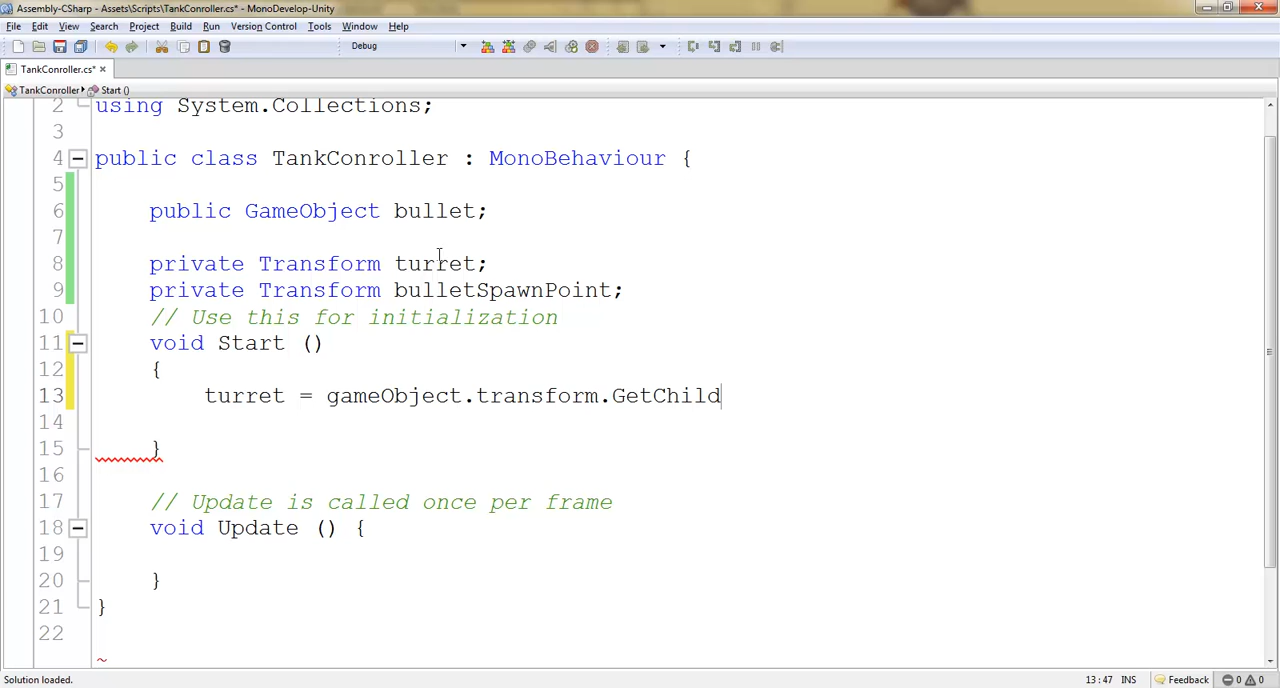 Assembly-CSharp - Assets\Scripts\TankConroller.cs* - MonoDevelop-Unity
File Edit View Search Project Build Run Version Control Tools Window Help
Debug
TankConroller.cs* ×
TankConroller ▸ Start ()
2 using System.Collections;
3
4 public class TankConroller : MonoBehaviour {
5
6 public GameObject bullet;
7
8 private Transform turret;
9 private Transform bulletSpawnPoint;
10 // Use this for initialization
11 void Start ()
12 {
13 turret = gameObject.transform.GetChild
14
15 }
16
17 // Update is called once per frame
18 void Update () {
19
20 }
21 }
22
~
Solution loaded. 13:47 INS Feedback 0 0